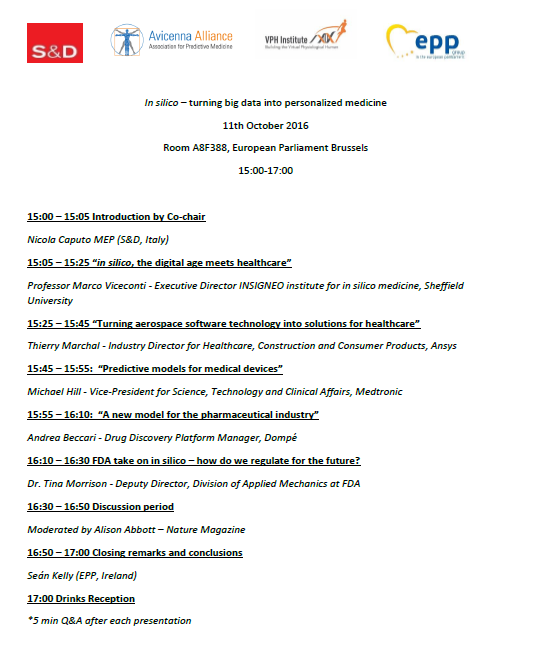 S&D
Avicenna Alliance
Association for Predictive Medicine
VPH Institute
Building the Virtual Physiological Human
epp
group
in the european parliament
In silico – turning big data into personalized medicine
11th October 2016
Room A8F388, European Parliament Brussels
15:00-17:00
15:00 – 15:05 Introduction by Co-chair
Nicola Caputo MEP (S&D, Italy)
15:05 – 15:25 “in silico, the digital age meets healthcare”
Professor Marco Viceconti - Executive Director INSIGNEO institute for in silico medicine, Sheffield
University
15:25 – 15:45 “Turning aerospace software technology into solutions for healthcare”
Thierry Marchal - Industry Director for Healthcare, Construction and Consumer Products, Ansys
15:45 – 15:55: “Predictive models for medical devices”
Michael Hill - Vice-President for Science, Technology and Clinical Affairs, Medtronic
15:55 – 16:10: “A new model for the pharmaceutical industry”
Andrea Beccari - Drug Discovery Platform Manager, Dompé
16:10 – 16:30 FDA take on in silico – how do we regulate for the future?
Dr. Tina Morrison - Deputy Director, Division of Applied Mechanics at FDA
16:30 – 16:50 Discussion period
Moderated by Alison Abbott – Nature Magazine
16:50 – 17:00 Closing remarks and conclusions
Seán Kelly (EPP, Ireland)
17:00 Drinks Reception
*5 min Q&A after each presentation